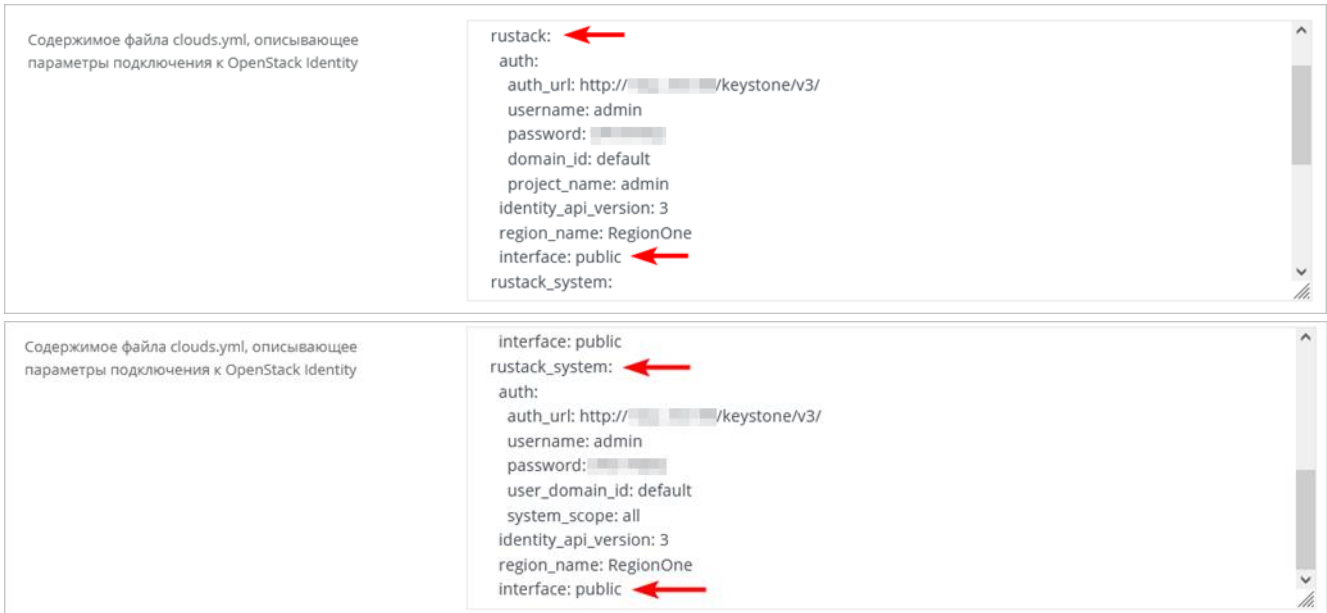 Содержимое файла clouds.yml, описывающее
параметры подключения к OpenStack Identity
rustack:
auth:
auth_url: http:// /keystone/v3/
username: admin
password:
domain_id: default
project_name: admin
identity_api_version: 3
region_name: RegionOne
interface: public
rustack_system:
Содержимое файла clouds.yml, описывающее
параметры подключения к OpenStack Identity
interface: public
rustack_system:
auth:
auth_url: http:// /keystone/v3/
username: admin
password:
user_domain_id: default
system_scope: all
identity_api_version: 3
region_name: RegionOne
interface: public